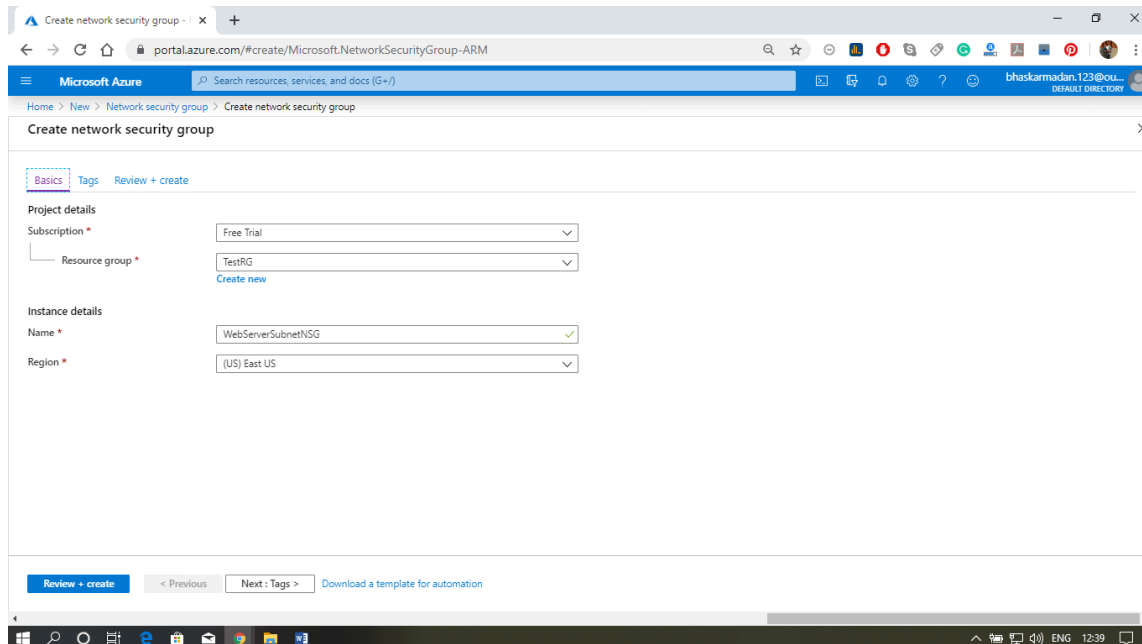 Create network security group -
portal.azure.com/#create/Microsoft.NetworkSecurityGroup-ARM
Microsoft Azure
Search resources, services, and docs (G+/)
bhaskarmadan.123@ou...
DEFAULT DIRECTORY
Home > New > Network security group > Create network security group
Create network security group
Basics Tags Review + create
Project details
Subscription *
Free Trial
Resource group *
TestRG
Create new
Instance details
Name *
WebServerSubnetNSG
Region *
(US) East US
Review + create
< Previous
Next : Tags >
Download a template for automation
ENG 12:39